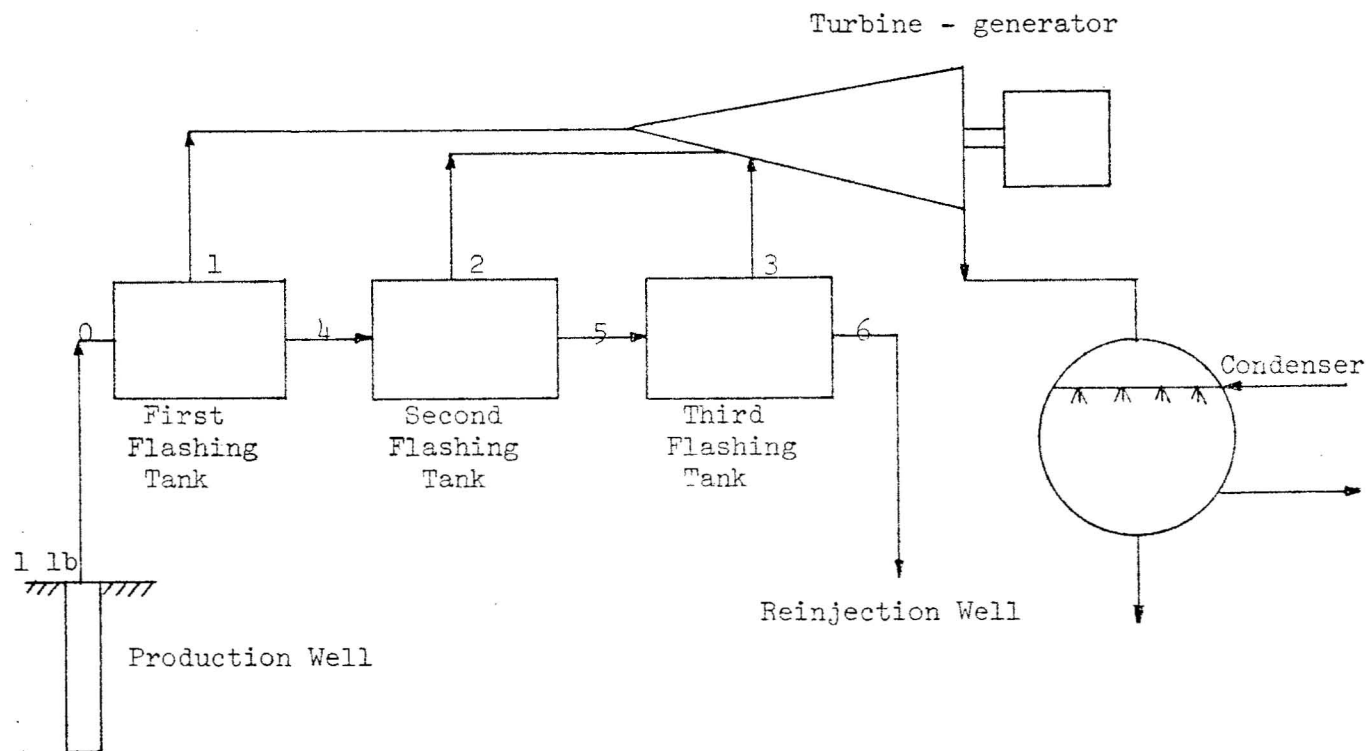 Turbine - generator
1
2
3
0
4
5
6
First
Flashing
Tank
Second
Flashing
Tank
Third
Flashing
Tank
Condenser
1 lb
Reinjection Well
Production Well